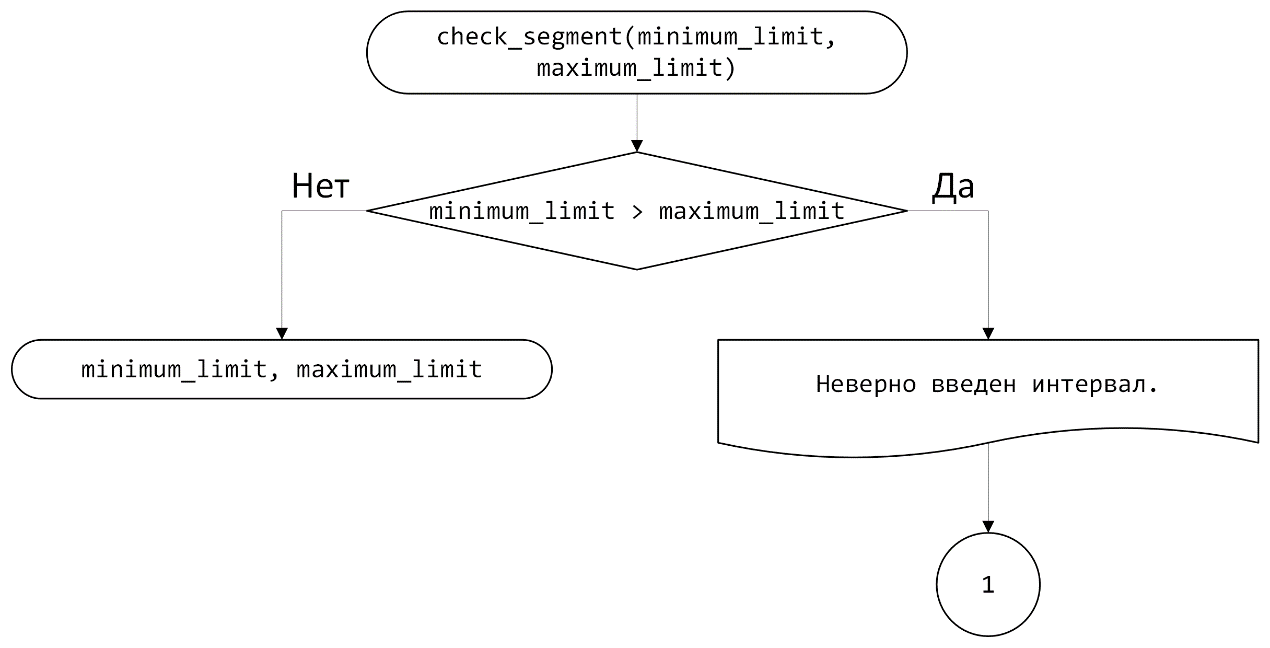 check_segment(minimum_limit,
maximum_limit)
Нет
Да
minimum_limit > maximum_limit
minimum_limit, maximum_limit
Неверно введен интервал.
1